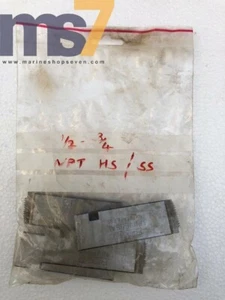 ms7
www.marineshopseven.com
1/2 - 3/4
NPT HS / SS